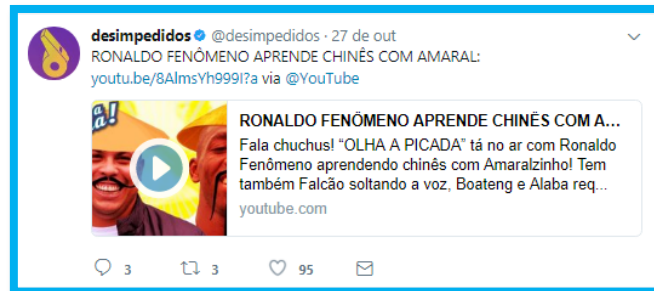 desimpedidos @desimpedidos · 27 de out
RONALDO FENÔMENO APRENDE CHINÊS COM AMARAL:
youtu.be/8AlmsYh999I?a via @YouTube
a!
RONALDO FENÔMENO APRENDE CHINÊS COM A...
Fala chuchus! “OLHA A PICADA” tá no ar com Ronaldo
Fenômeno aprendendo chinês com Amaralzinho! Tem
também Falcão soltando a voz, Boateng e Alaba req...
youtube.com
3 3 95